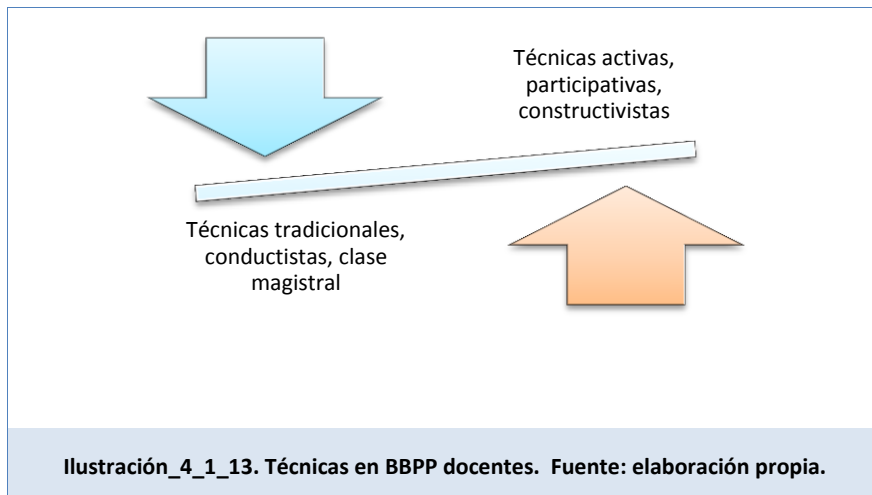 Técnicas activas,
participativas,
constructivistas
Técnicas tradicionales,
conductistas, clase
magistral
Ilustración_4_1_13. Técnicas en BBPP docentes. Fuente: elaboración propia.